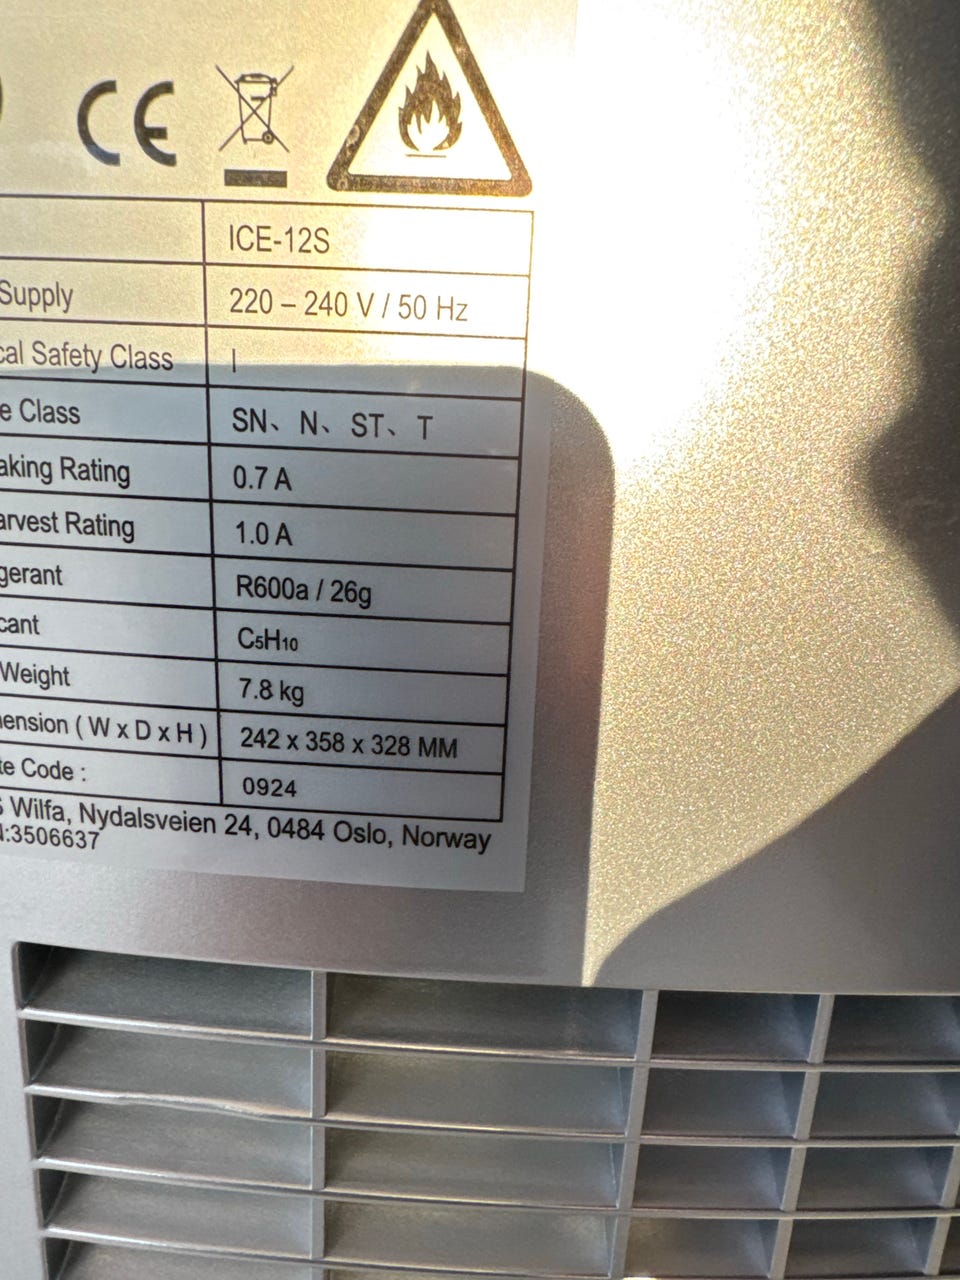 CE
ICE-12S
Supply 220 – 240 V / 50 Hz
cal Safety Class I
e Class SN、N、ST、T
aking Rating 0.7 A
arvest Rating 1.0 A
gerant R600a / 26g
cant C₅H₁₀
Weight 7.8 kg
ension ( W x D x H ) 242 x 358 x 328 MM
te Code : 0924
S Wilfa, Nydalsveien 24, 0484 Oslo, Norway
:3506637